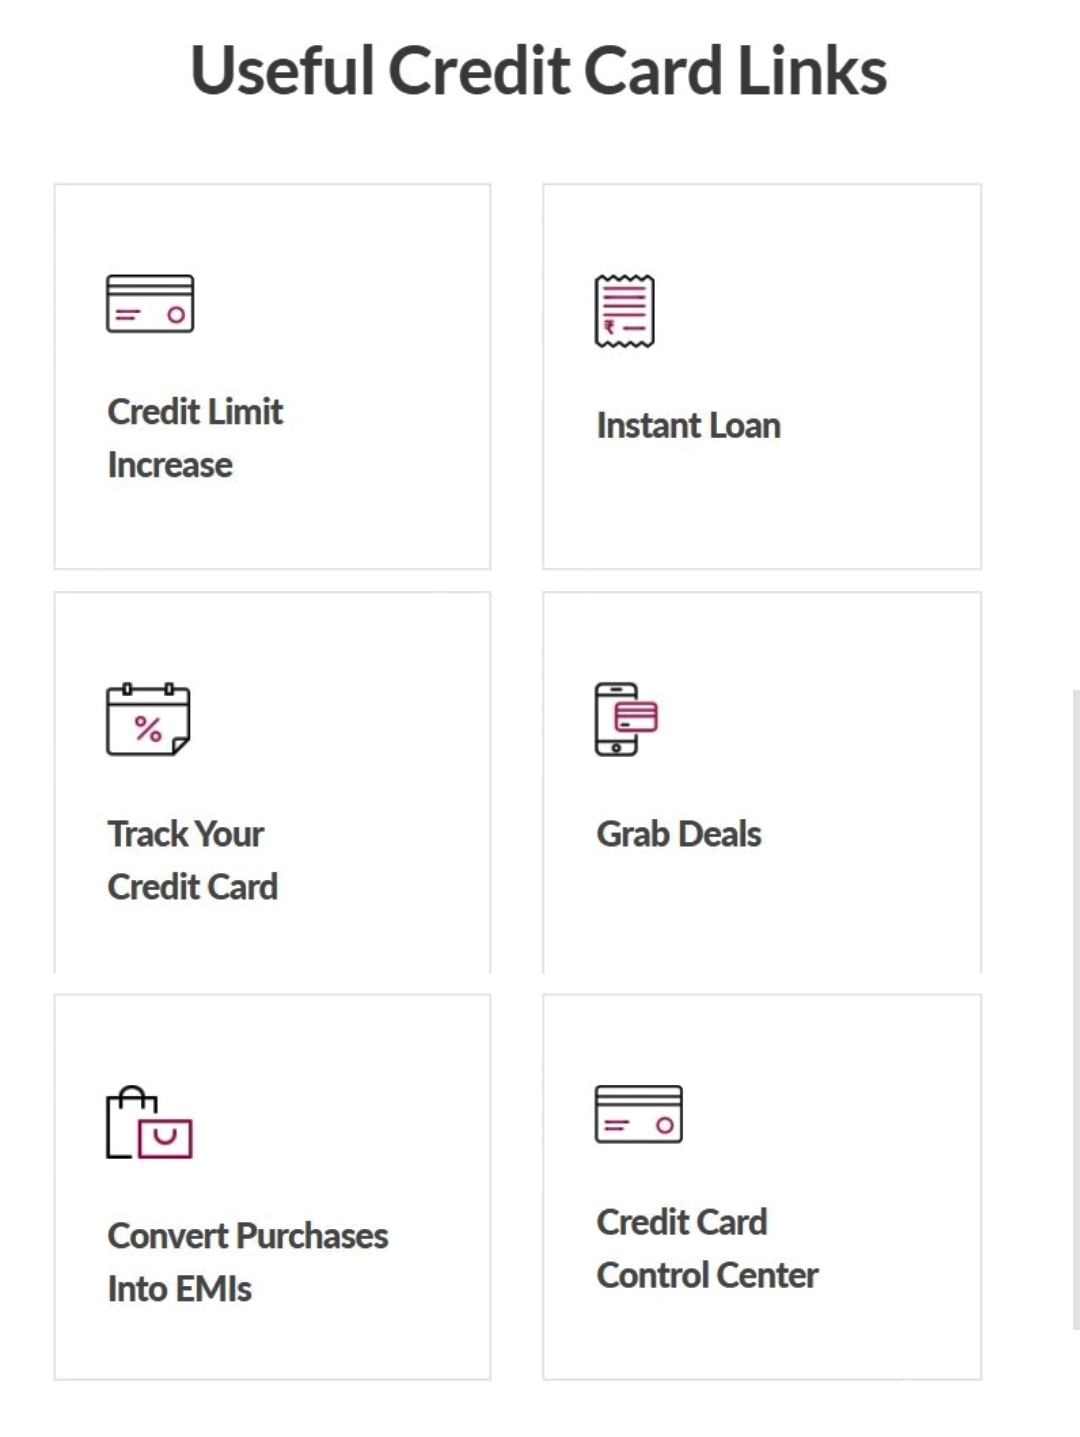 Useful Credit Card Links
Credit Limit
Increase
₹
Instant Loan
%
Track Your
Credit Card
Grab Deals
Convert Purchases
Into EMIs
Credit Card
Control Center